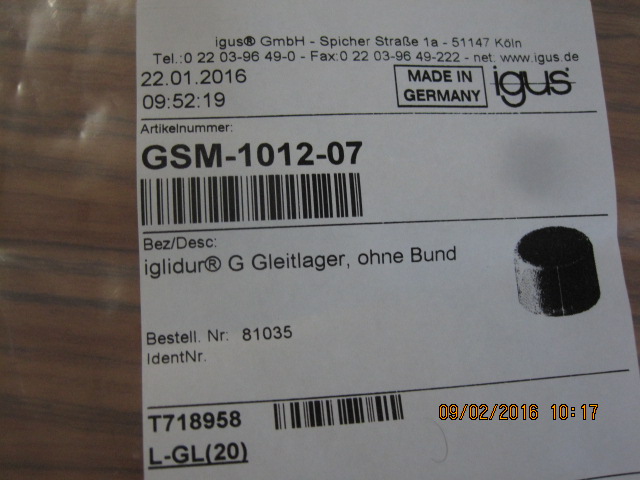 igus® GmbH - Spicher Straße 1a - 51147 Köln
Tel.:0 22 03-96 49-0 - Fax:0 22 03-96 49-222 - net: www.igus.de
22.01.2016
09:52:19
MADE IN
GERMANY
igus®
Artikelnummer:
GSM-1012-07
Bez/Desc:
iglidur® G Gleitlager, ohne Bund
Bestell. Nr: 81035
IdentNr.
T718958
L-GL(20)
09/02/2016 10:17